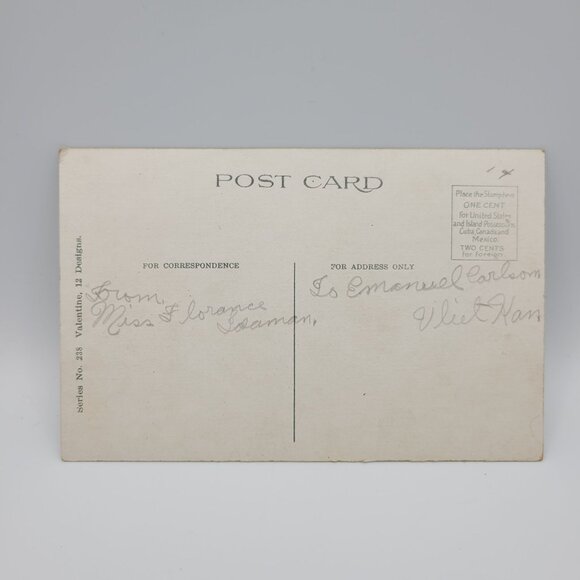 POST CARD
Place the Stamp here
ONE CENT
For United States
and Island Possessions,
Cuba, Canada and
Mexico.
TWO CENTS
for foreign
FOR CORRESPONDENCE
FOR ADDRESS ONLY
From,
Miss Florance
To Emanuel Carlson
Vliet Kan
Series No. 238 Valentine, 12 Designs.